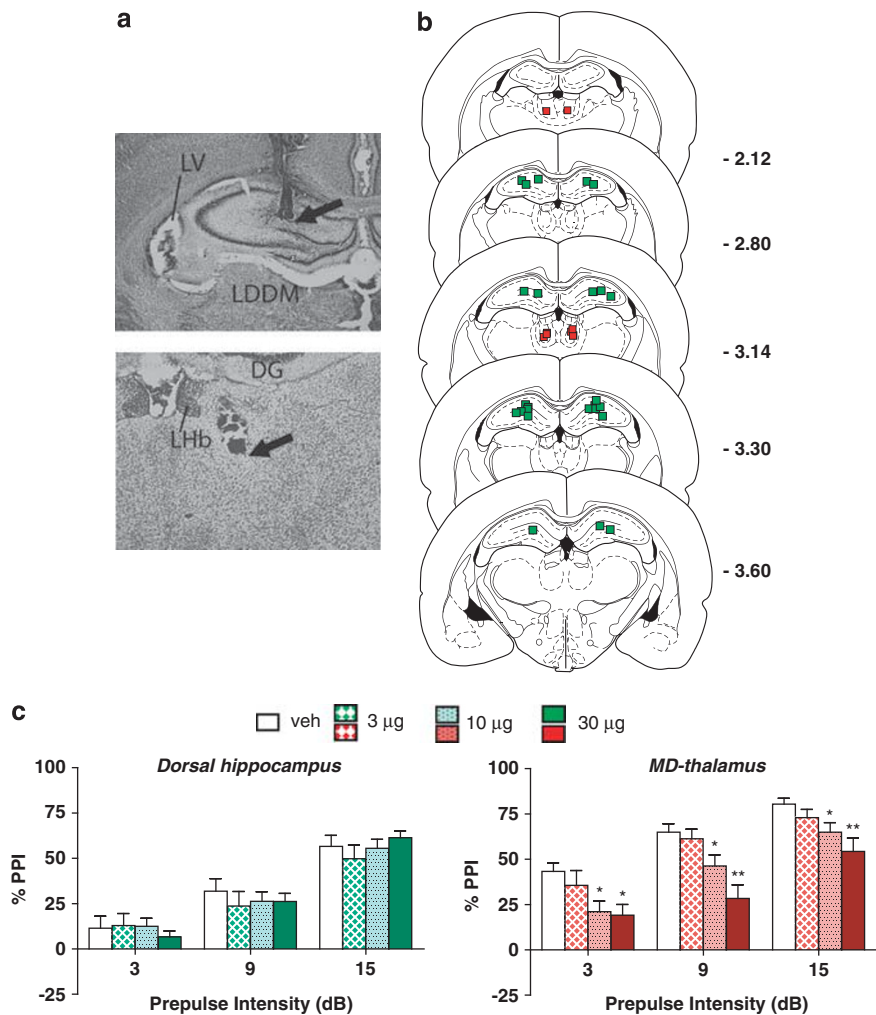 a
b
LV
LDDM
DG
LHb
- 2.12
- 2.80
- 3.14
- 3.30
- 3.60
c
veh
3 μg
10 μg
30 μg
Dorsal hippocampus
% PPI
100
75
50
25
0
-25
3 9 15
Prepulse Intensity (dB)
MD-thalamus
% PPI
100
75
50
25
0
-25
* *
* **
* **
3 9 15
Prepulse Intensity (dB)